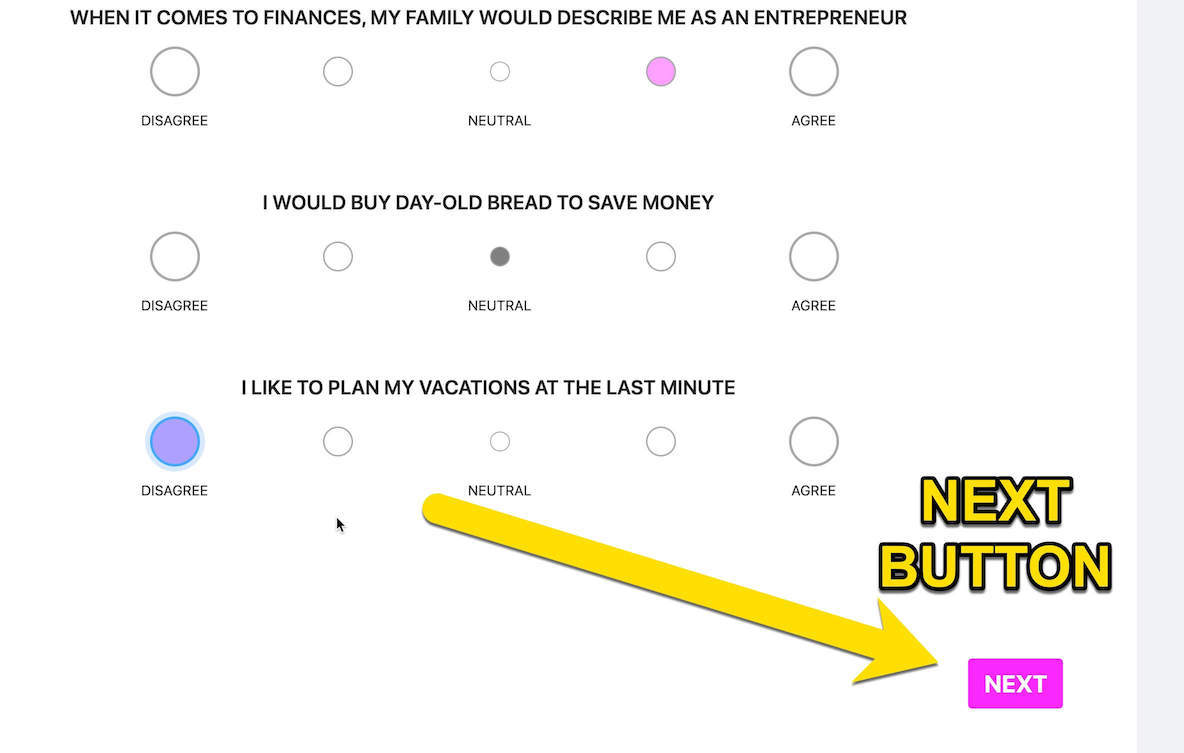 WHEN IT COMES TO FINANCES, MY FAMILY WOULD DESCRIBE ME AS AN ENTREPRENEUR
DISAGREE NEUTRAL AGREE
I WOULD BUY DAY-OLD BREAD TO SAVE MONEY
DISAGREE NEUTRAL AGREE
I LIKE TO PLAN MY VACATIONS AT THE LAST MINUTE
DISAGREE NEUTRAL AGREE
NEXT
BUTTON
NEXT